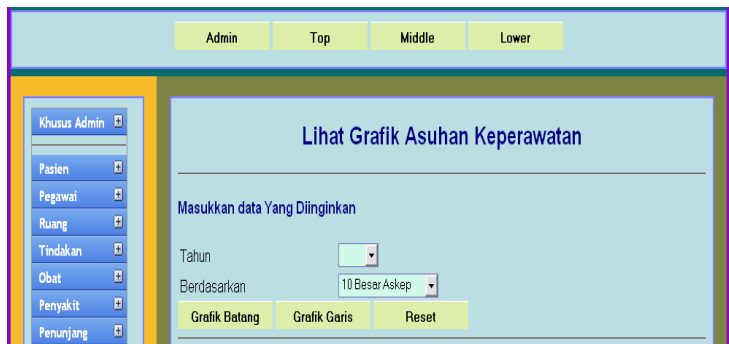 Admin Top Middle Lower
Khusus Admin
Pasien
Pegawai
Ruang
Tindakan
Obat
Penyakit
Penunjang
Lihat Grafik Asuhan Keperawatan
Masukkan data Yang Diinginkan
Tahun
Berdasarkan 10 Besar Askep
Grafik Batang Grafik Garis Reset